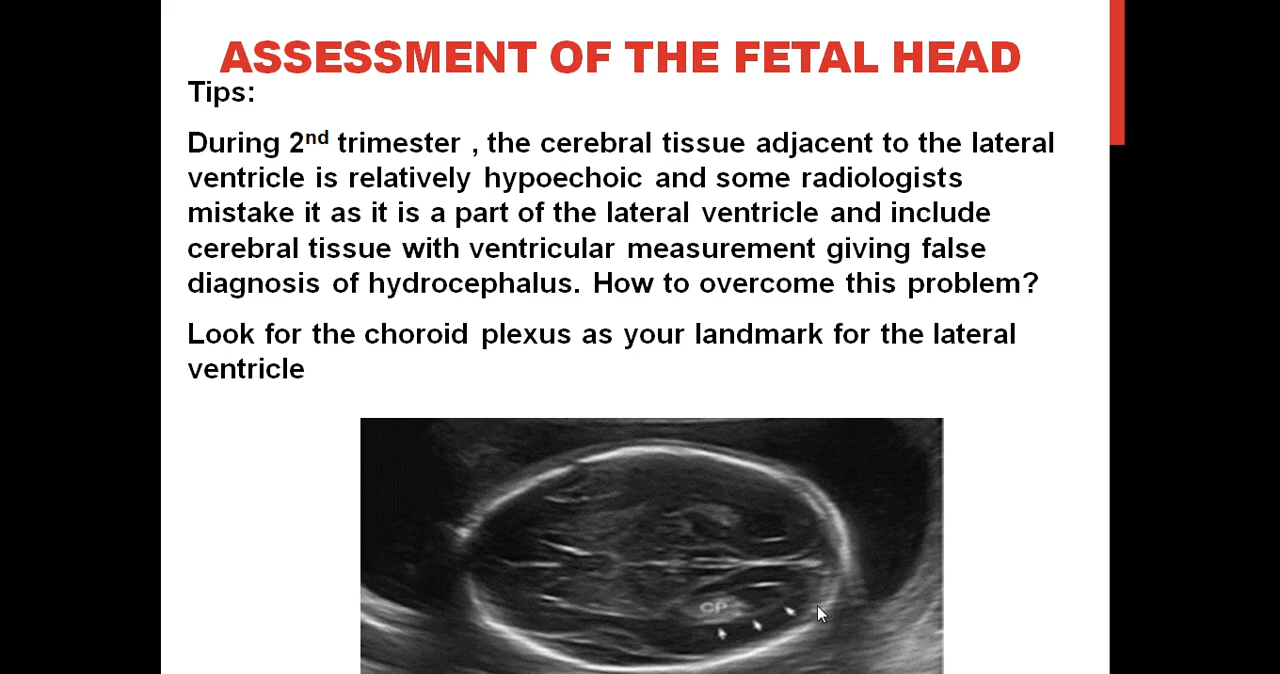 ASSESSMENT OF THE FETAL HEAD
Tips:
During 2nd trimester , the cerebral tissue adjacent to the lateral
ventricle is relatively hypoechoic and some radiologists
mistake it as it is a part of the lateral ventricle and include
cerebral tissue with ventricular measurement giving false
diagnosis of hydrocephalus. How to overcome this problem?
Look for the choroid plexus as your landmark for the lateral
ventricle
CP